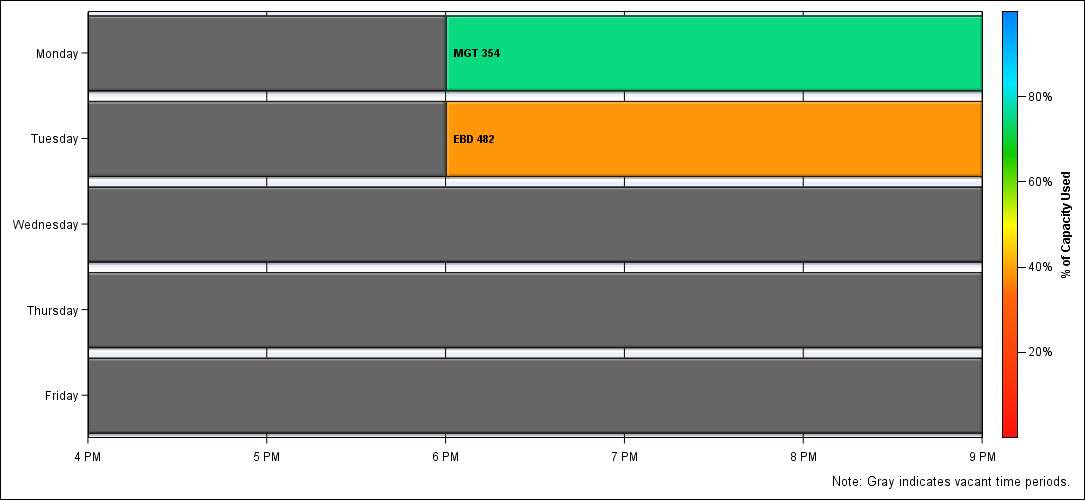 Monday
MGT 354
Tuesday
EBD 482
Wednesday
Thursday
Friday
4 PM 5 PM 6 PM 7 PM 8 PM 9 PM
80%
60%
40%
20%
% of Capacity Used
Note: Gray indicates vacant time periods.